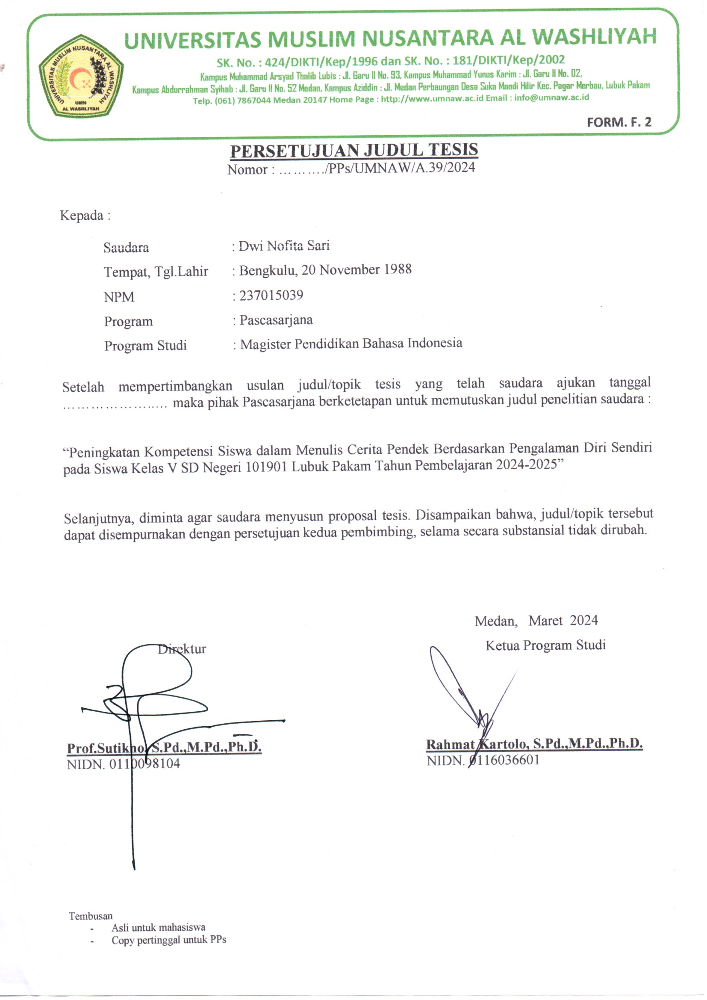 UNIVERSITAS MUSLIM NUSANTARA AL WASHLIYAH
UNIVERSITAS MUSLIM NUSANTARA AL WASHLIYAH
UMN
AL WASHLIYAH
SK. No. : 424/DIKTI/Kep/1996 dan SK. No. : 181/DIKTI/Kep/2002
Kampus Muhammad Arsyad Thalib Lubis : Jl. Garu II No. 93, Kampus Muhammad Yunus Karim : Jl. Garu II No. 02,
Kampus Abdurrahman Syihab : Jl. Garu II No. 52 Medan, Kampus Aziddin : Jl. Medan Perbaungan Desa Suka Mandi Hilir Kec. Pagar Merbau, Lubuk Pakam
Telp. (061) 7867044 Medan 20147 Home Page : http://www.umnaw.ac.id Email : info@umnaw.ac.id
FORM. F. 2
PERSETUJUAN JUDUL TESIS
Nomor : ………./PPs/UMNAW/A.39/2024
Kepada :
Saudara : Dwi Nofita Sari
Tempat, Tgl.Lahir : Bengkulu, 20 November 1988
NPM : 237015039
Program : Pascasarjana
Program Studi : Magister Pendidikan Bahasa Indonesia
Setelah mempertimbangkan usulan judul/topik tesis yang telah saudara ajukan tanggal
………………….… maka pihak Pascasarjana berketetapan untuk memutuskan judul penelitian saudara :
“Peningkatan Kompetensi Siswa dalam Menulis Cerita Pendek Berdasarkan Pengalaman Diri Sendiri
pada Siswa Kelas V SD Negeri 101901 Lubuk Pakam Tahun Pembelajaran 2024-2025”
Selanjutnya, diminta agar saudara menyusun proposal tesis. Disampaikan bahwa, judul/topik tersebut
dapat disempurnakan dengan persetujuan kedua pembimbing, selama secara substansial tidak dirubah.
Medan, Maret 2024
Direktur
Ketua Program Studi
Prof.Sutikno, S.Pd.,M.Pd.,Ph.D.
NIDN. 0110098104
Rahmat Kartolo, S.Pd.,M.Pd.,Ph.D.
NIDN. 0116036601
Tembusan
- Asli untuk mahasiswa
- Copy pertinggal untuk PPs